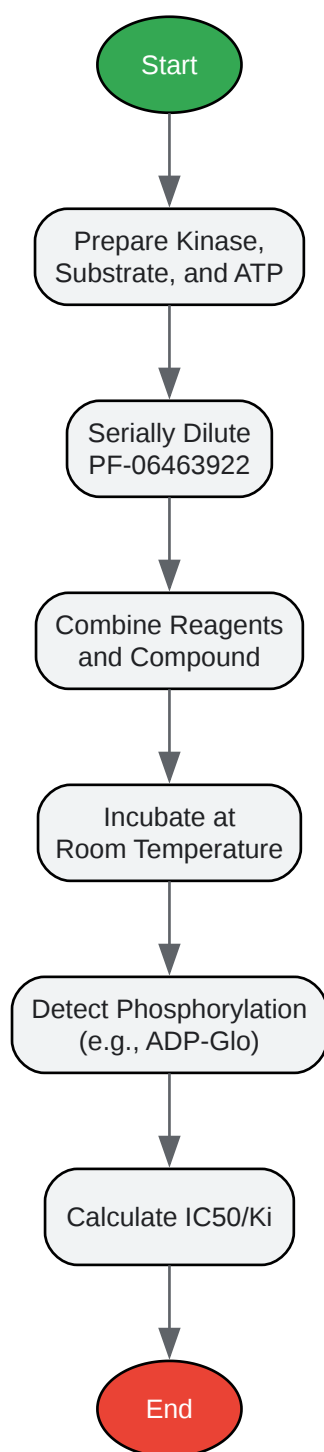 Start
Prepare Kinase,
Substrate, and ATP
Serially Dilute
PF-06463922
Combine Reagents
and Compound
Incubate at
Room Temperature
Detect Phosphorylation
(e.g., ADP-Glo)
Calculate IC50/Ki
End